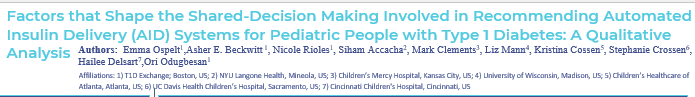 Factors that Shape the Shared-Decision Making Involved in Recommending Automated
Insulin Delivery (AID) Systems for Pediatric People with Type 1 Diabetes: A Qualitative
Analysis
Authors: Emma Ospelt¹,Asher E. Beckwitt ¹, Nicole Rioles¹, Siham Accacha², Mark Clements³, Liz Mann⁴, Kristina Cossen⁵, Stephanie Crossen⁶,
Hailee Delsart⁷,Ori Odugbesan¹
Affiliations: 1) T1D Exchange; Boston, US; 2) NYU Langone Health, Mineola, US; 3) Children's Mercy Hospital, Kansas City, US; 4) University of Wisconsin, Madison, US; 5) Children's Healthcare of
Atlanta, Atlanta, US; 6) UC Davis Health Children's Hospital, Sacramento, US; 7) Cincinnati Children's Hospital, Cincinnati, US